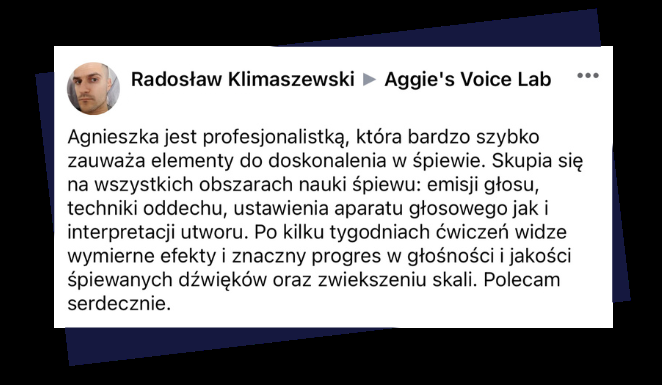 Radosław Klimaszewski ▶ Aggie's Voice Lab
Agnieszka jest profesjonalistką, która bardzo szybko
zauważa elementy do doskonalenia w śpiewie. Skupia się
na wszystkich obszarach nauki śpiewu: emisji głosu,
techniki oddechu, ustawienia aparatu głosowego jak i
interpretacji utworu. Po kilku tygodniach ćwiczeń widze
wymierne efekty i znaczny progres w głośności i jakości
śpiewanych dźwięków oraz zwiekszeniu skali. Polecam
serdecznie.